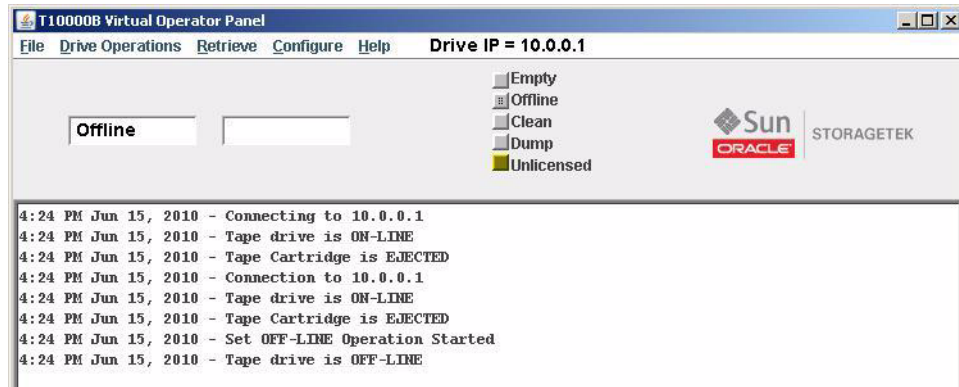 T10000B Virtual Operator Panel
File Drive Operations Retrieve Configure Help Drive IP = 10.0.0.1
Empty
Offline
Clean
Dump
Unlicensed
Offline
Sun
ORACLE
STORAGETEK
4:24 PM Jun 15, 2010 - Connecting to 10.0.0.1
4:24 PM Jun 15, 2010 - Tape drive is ON-LINE
4:24 PM Jun 15, 2010 - Tape Cartridge is EJECTED
4:24 PM Jun 15, 2010 - Connection to 10.0.0.1
4:24 PM Jun 15, 2010 - Tape drive is ON-LINE
4:24 PM Jun 15, 2010 - Tape Cartridge is EJECTED
4:24 PM Jun 15, 2010 - Set OFF-LINE Operation Started
4:24 PM Jun 15, 2010 - Tape drive is OFF-LINE